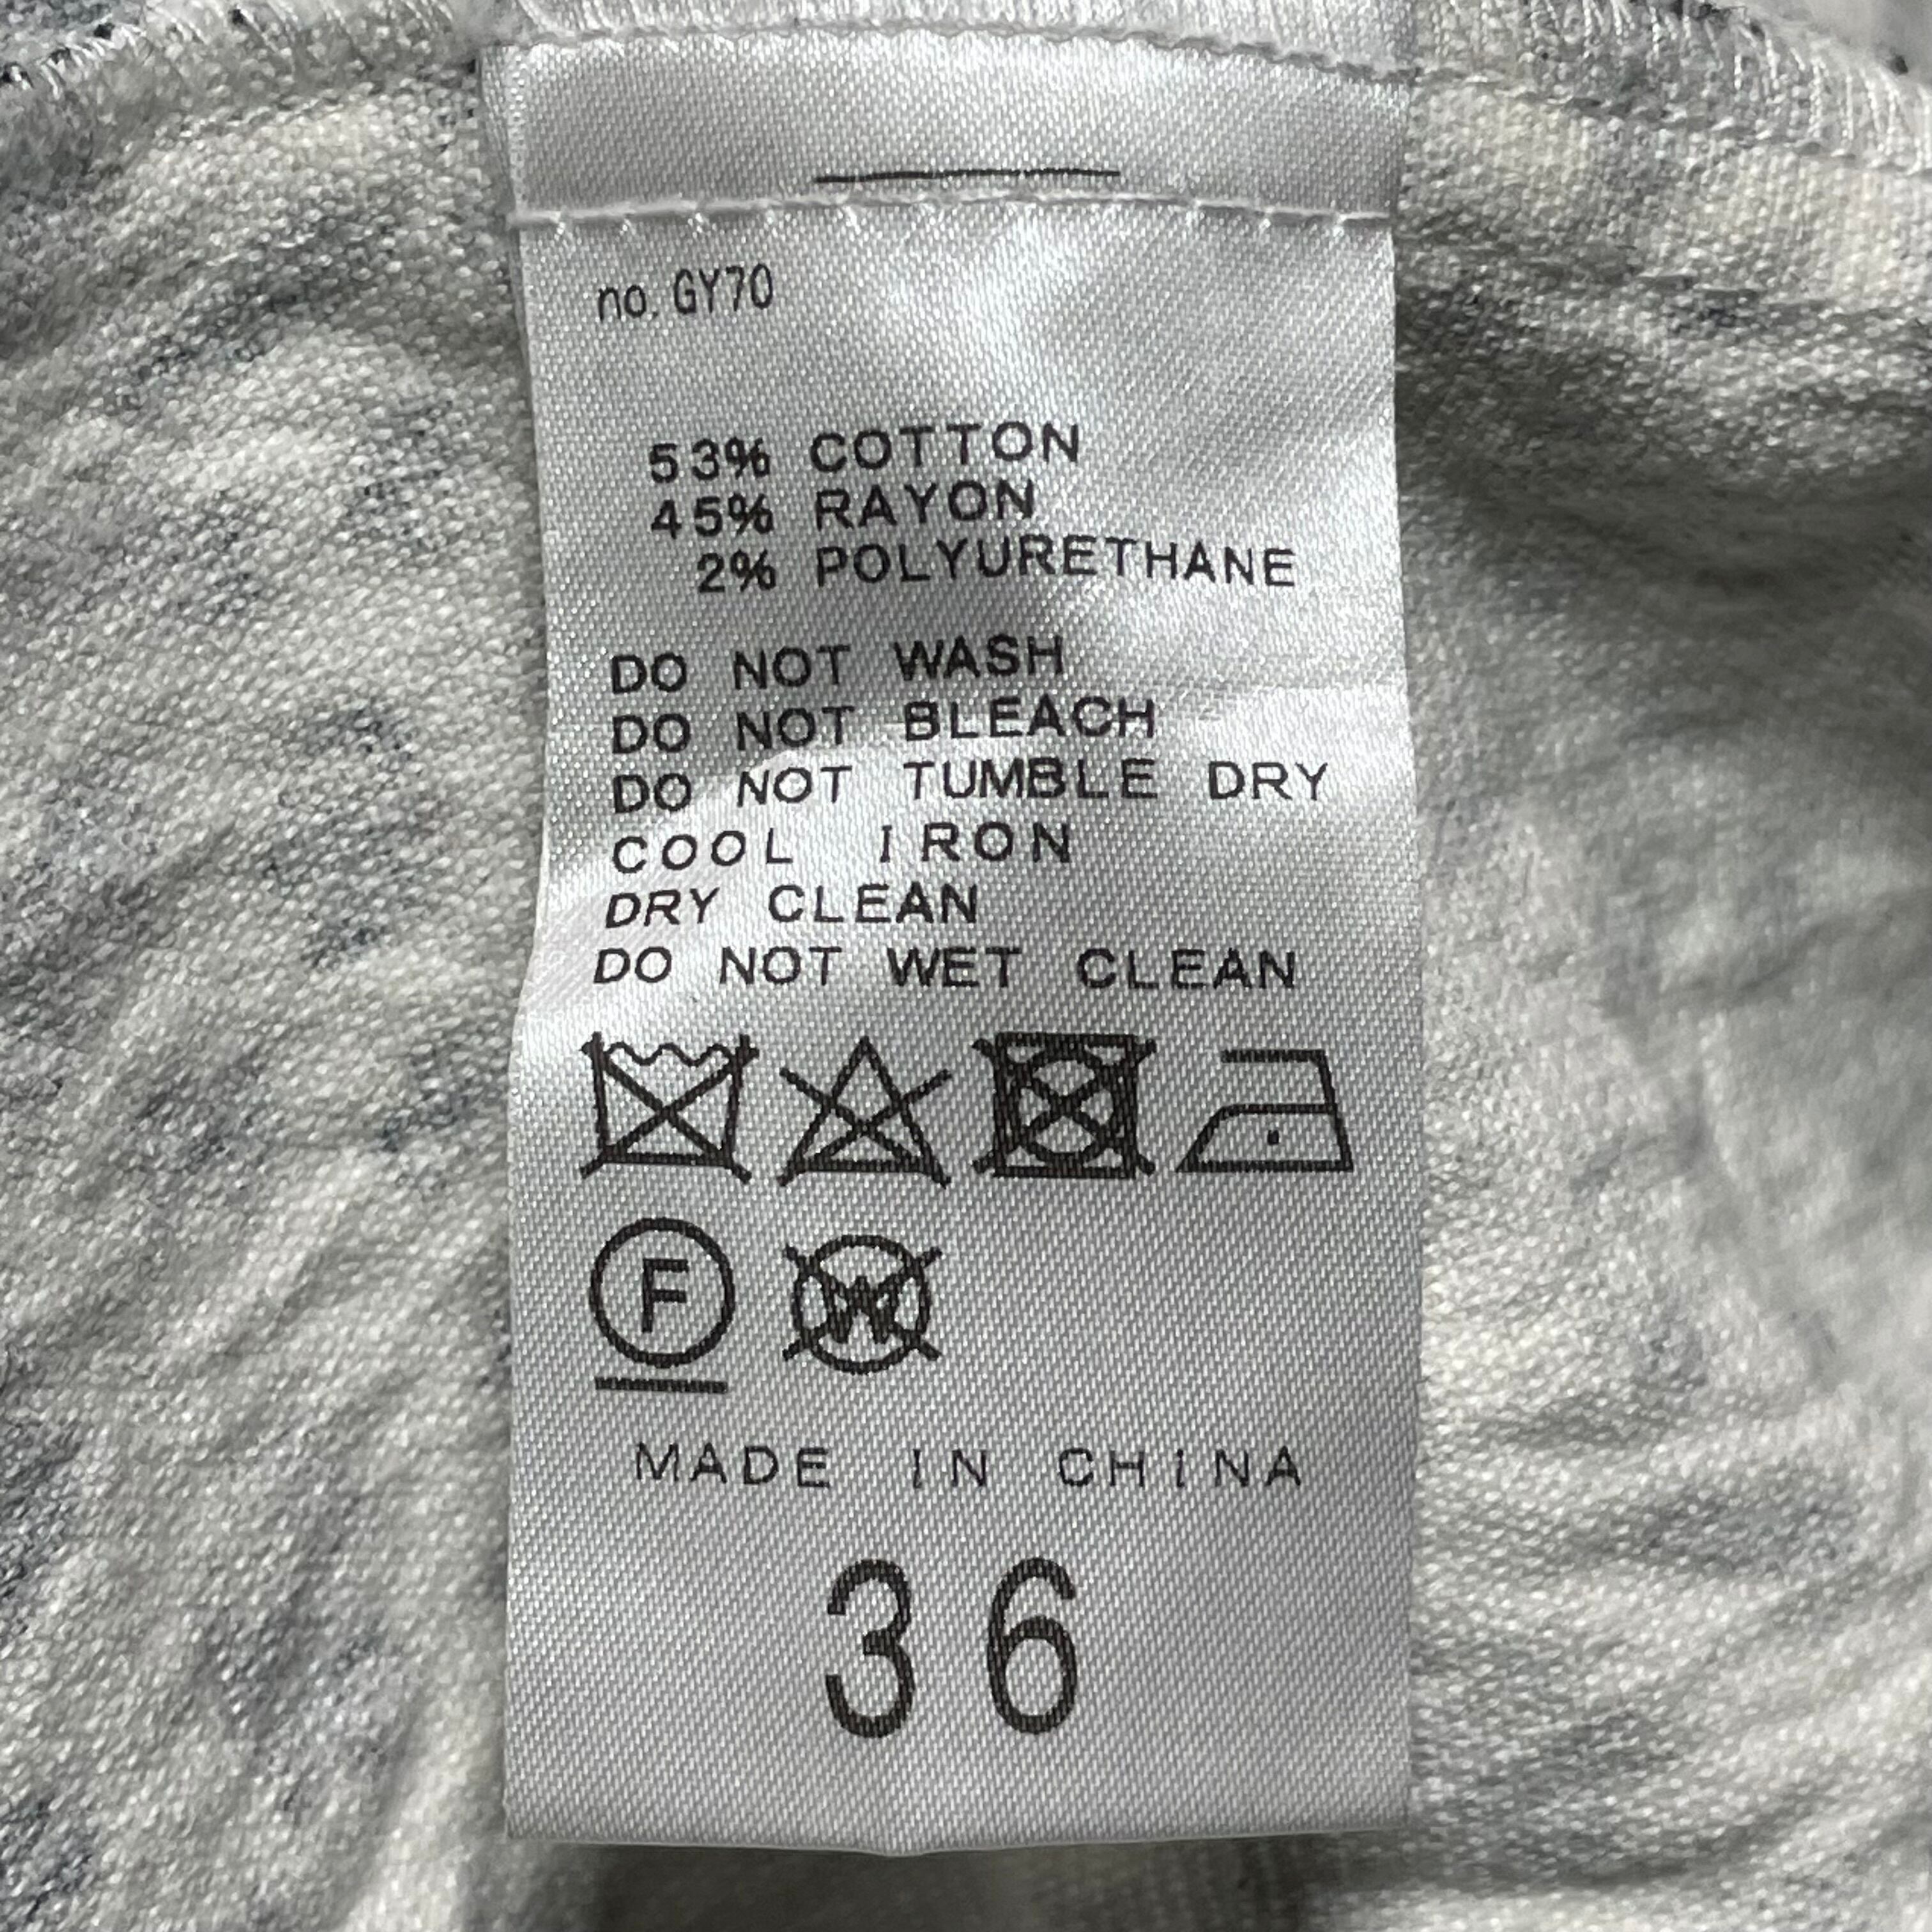 no. GY70
53% COTTON
45% RAYON
2% POLYURETHANE
DO NOT WASH
DO NOT BLEACH
DO NOT TUMBLE DRY
COOL IRON
DRY CLEAN
DO NOT WET CLEAN
F W
MADE IN CHINA
36